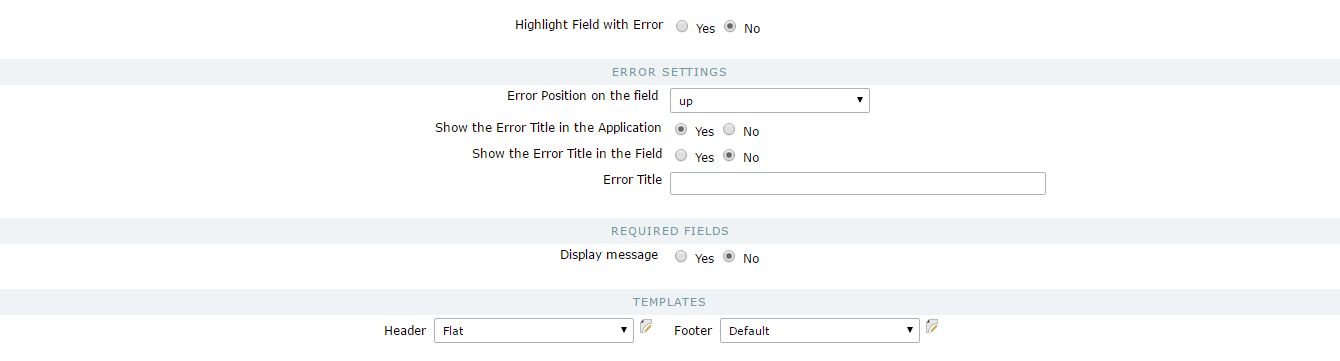 Highlight Field with Error Yes No
ERROR SETTINGS
Error Position on the field up
Show the Error Title in the Application Yes No
Show the Error Title in the Field Yes No
Error Title
REQUIRED FIELDS
Display message Yes No
TEMPLATES
Header Flat Footer Default